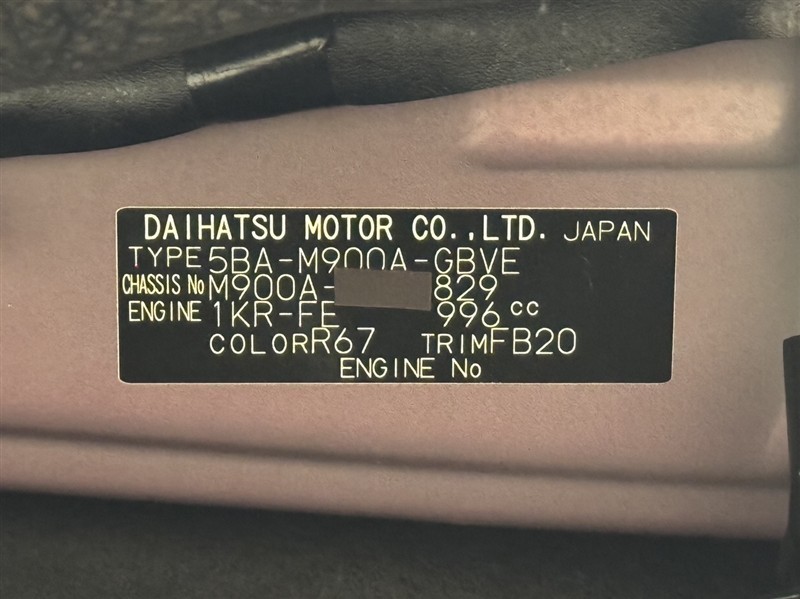 DAIHATSU MOTOR CO.,LTD. JAPAN
TYPE 5BA-M900A-GBVE
CHASSIS No M900A- 829
ENGINE 1KR-FE 996 cc
COLOR R67 TRIM FB20
ENGINE No